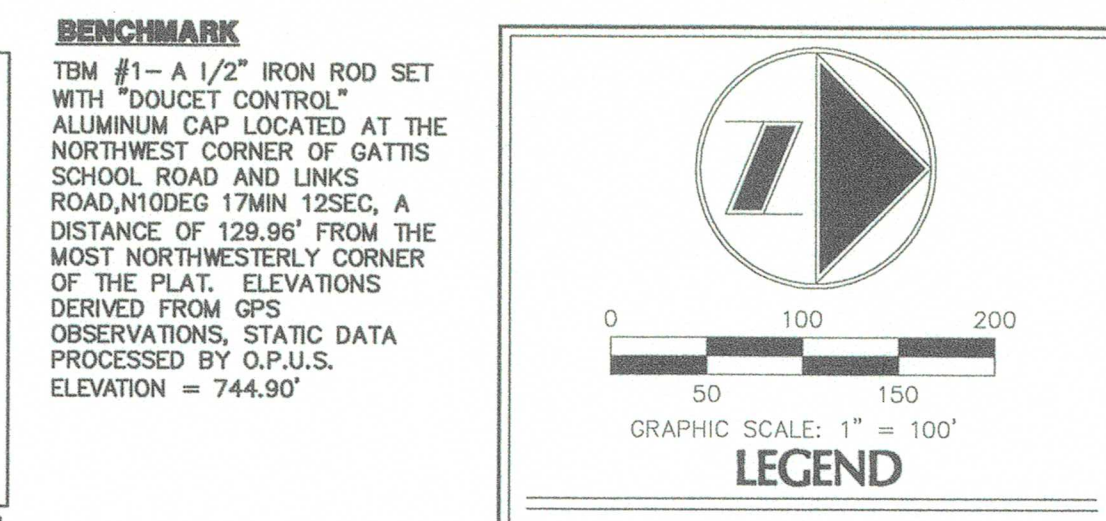 BENCHMARK
TBM #1- A 1/2" IRON ROD SET
WITH "DOUCET CONTROL"
ALUMINUM CAP LOCATED AT THE
NORTHWEST CORNER OF GATTIS
SCHOOL ROAD AND LINKS
ROAD,N10DEG 17MIN 12SEC, A
DISTANCE OF 129.96' FROM THE
MOST NORTHWESTERLY CORNER
OF THE PLAT. ELEVATIONS
DERIVED FROM GPS
OBSERVATIONS, STATIC DATA
PROCESSED BY O.P.U.S.
ELEVATION = 744.90'
N
0 100 200
50 150
GRAPHIC SCALE: 1" = 100'
LEGEND